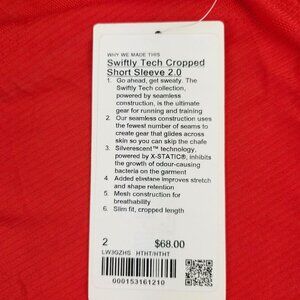 WHY WE MADE THIS
Swiftly Tech Cropped
Short Sleeve 2.0
1. Go ahead, get sweaty. The
Swiftly Tech collection,
powered by seamless
construction, is the ultimate
gear for running and training
2. Our seamless construction uses
the fewest number of seams to
create gear that glides across
skin so you can skip the chafe
3. Silverescent™ technology,
powered by X-STATIC®, inhibits
the growth of odour-causing
bacteria on the garment
4. Added elastane improves stretch
and shape retention
5. Mesh construction for
breathability
6. Slim fit, cropped length
2 $68.00
LW3GZHS HTHT/HTHT
000153161210